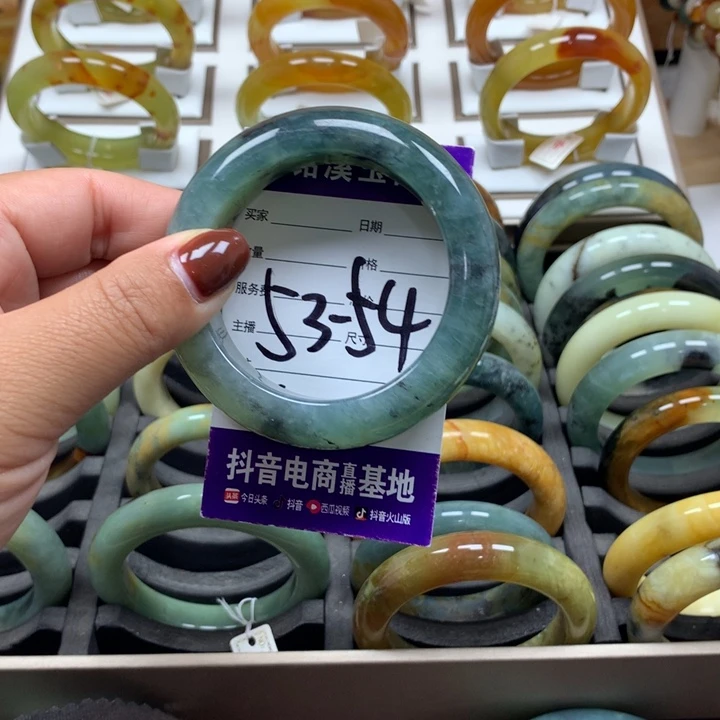 买家 日期
量 格
服务费
53-54
主播 尺寸
抖音电商直播基地
今日头条 抖音 西瓜视频 抖音火山版